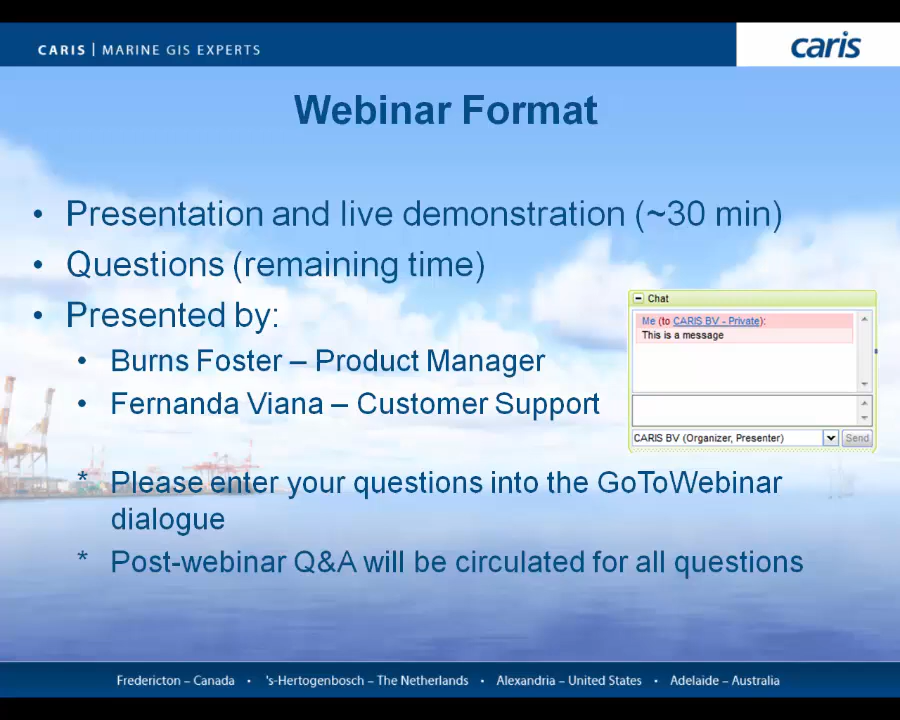 CARIS | MARINE GIS EXPERTS
caris
Webinar Format
• Presentation and live demonstration (~30 min)
• Questions (remaining time)
• Presented by:
• Burns Foster – Product Manager
• Fernanda Viana – Customer Support
Chat
Me (to CARIS BV - Private):
This is a message
CARIS BV (Organizer, Presenter)
Send
* Please enter your questions into the GoToWebinar
dialogue
* Post-webinar Q&A will be circulated for all questions
Fredericton – Canada • 's-Hertogenbosch – The Netherlands • Alexandria – United States • Adelaide – Australia